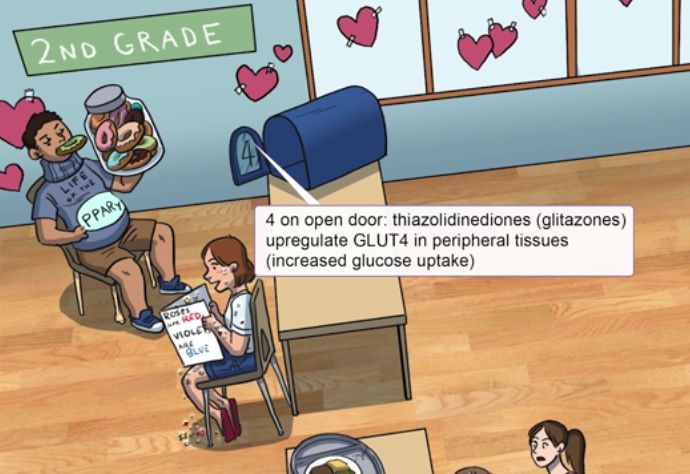 2ND GRADE
4
LIFE
OF THE
PPARγ
4 on open door: thiazolidinediones (glitazones)
upregulate GLUT4 in peripheral tissues
(increased glucose uptake)
ROSES
are RED
VIOLETS
ARE
BLUE